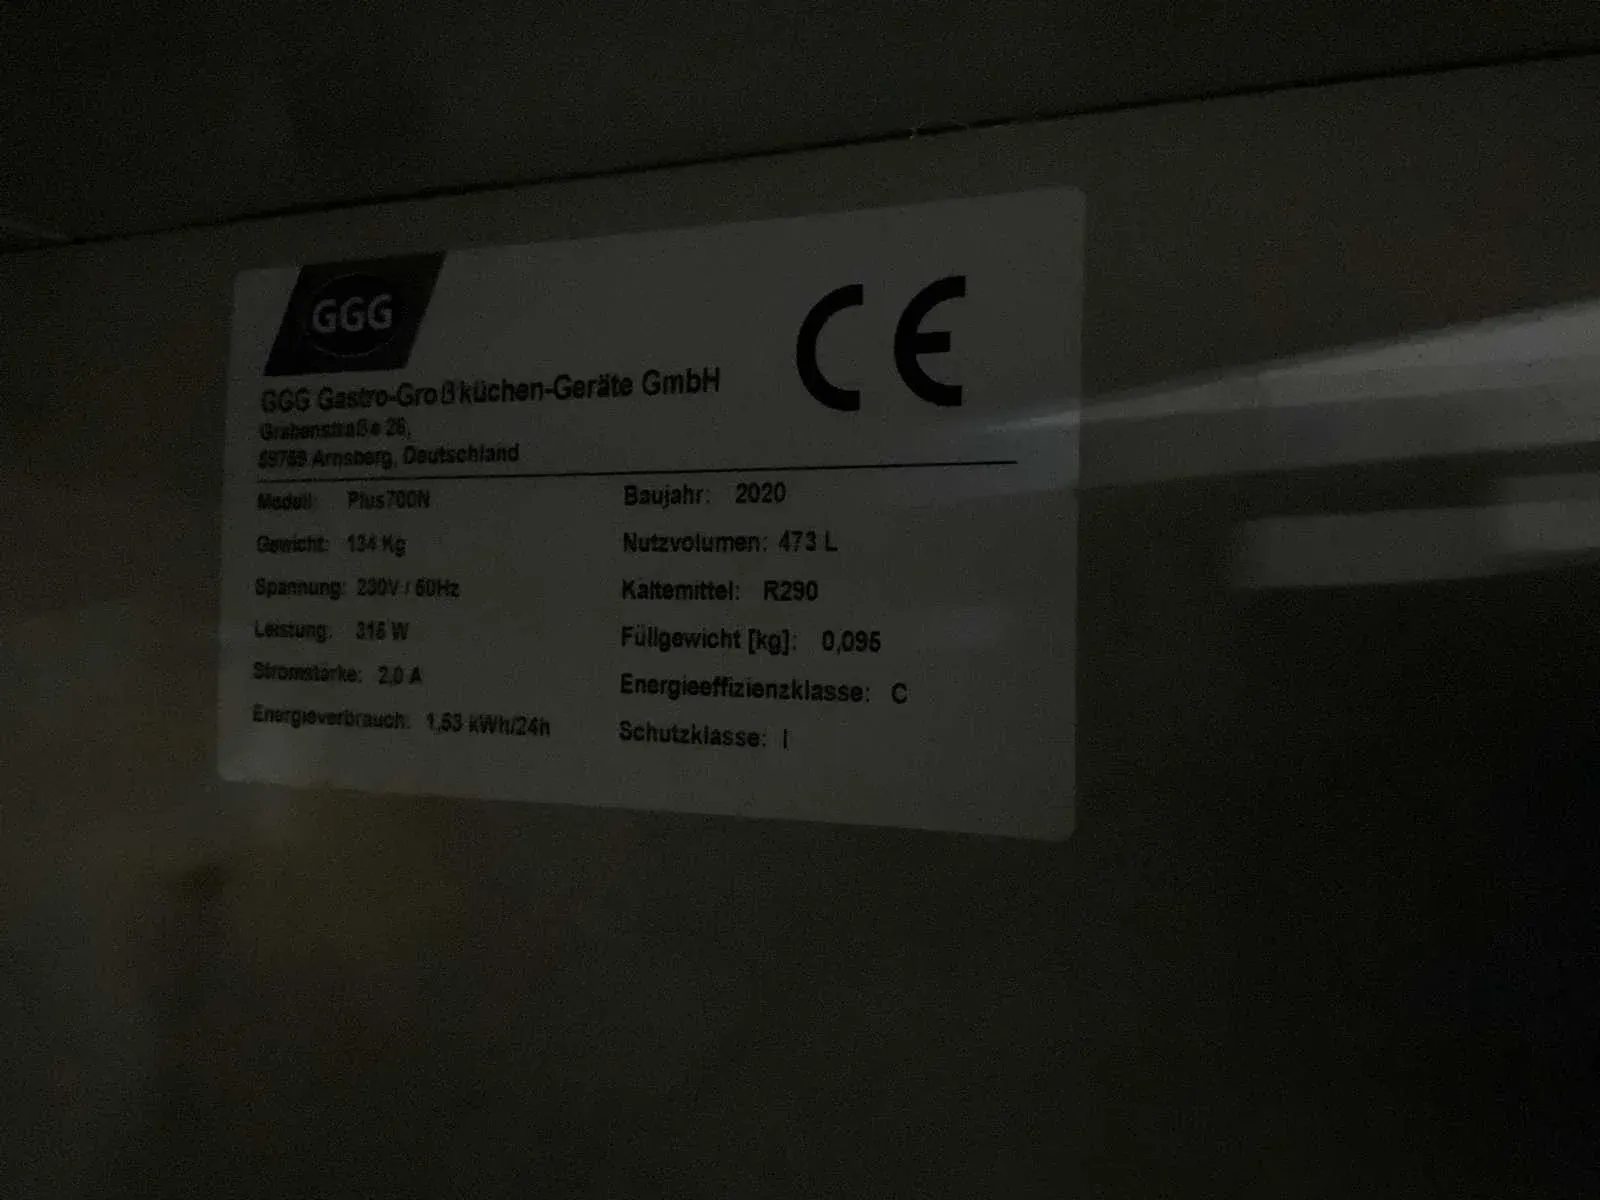 GGG
CE
GGG Gastro-Großküchen-Geräte GmbH
Grabenstraße 26,
59759 Arnsberg, Deutschland
Modell: Plus700N
Baujahr: 2020
Gewicht: 134 Kg
Nutzvolumen: 473 L
Spannung: 230V / 50Hz
Kältemittel: R290
Leistung: 315 W
Füllgewicht [kg]: 0,095
Stromstärke: 2,0 A
Energieeffizienzklasse: C
Energieverbrauch: 1,53 kWh/24h
Schutzklasse: I